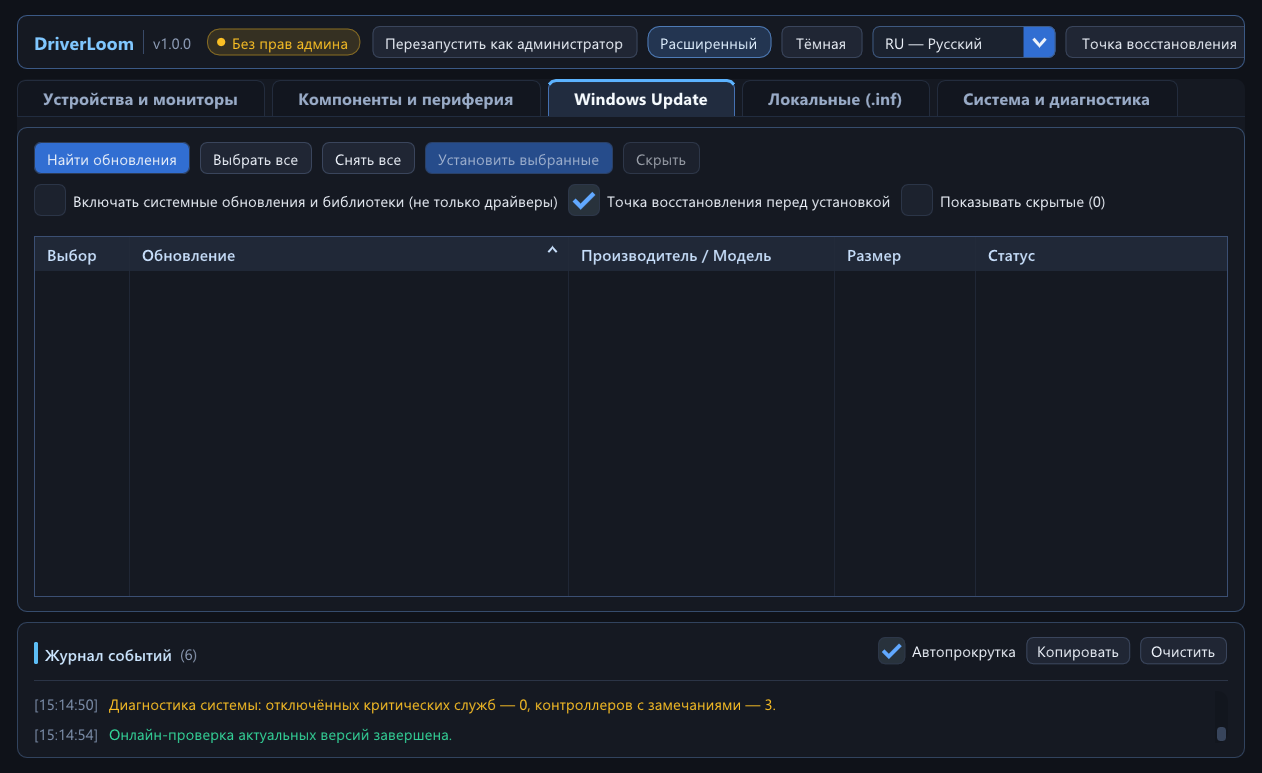 DriverLoom v1.0.0 Без прав админа Перезапустить как администратор Расширенный Тёмная RU — Русский Точка восстановления
Устройства и мониторы Компоненты и периферия Windows Update Локальные (.inf) Система и диагностика
Найти обновления Выбрать все Снять все Установить выбранные Скрыть
Включать системные обновления и библиотеки (не только драйверы) Точка восстановления перед установкой Показывать скрытые (0)
Выбор Обновление Производитель / Модель Размер Статус
Журнал событий (6) Автопрокрутка Копировать Очистить
[15:14:50] Диагностика системы: отключённых критических служб — 0, контроллеров с замечаниями — 3.
[15:14:54] Онлайн-проверка актуальных версий завершена.